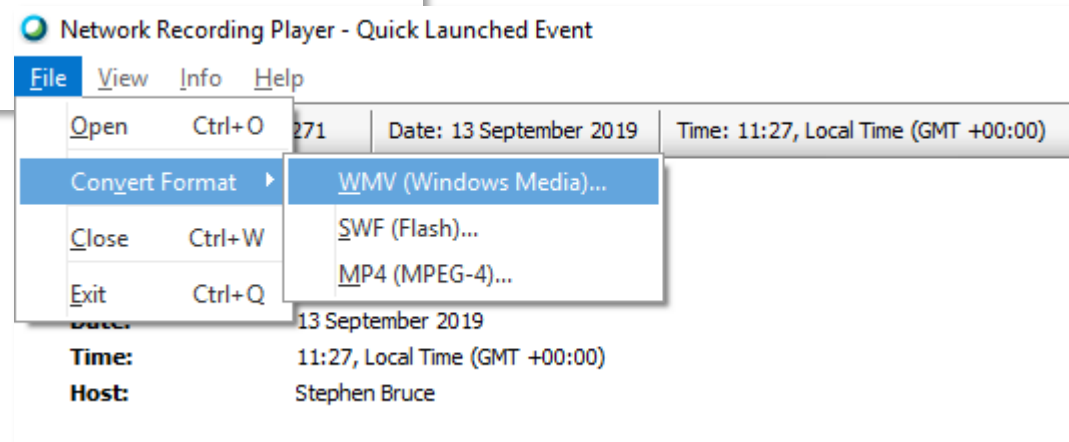 Network Recording Player - Quick Launched Event
File View Info Help
Open Ctrl+O 271 Date: 13 September 2019 Time: 11:27, Local Time (GMT +00:00)
Convert Format WMV (Windows Media)...
SWF (Flash)...
Close Ctrl+W
MP4 (MPEG-4)...
Exit Ctrl+Q
Date: 13 September 2019
Time: 11:27, Local Time (GMT +00:00)
Host: Stephen Bruce